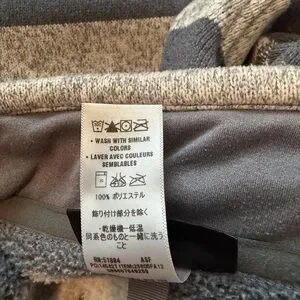 • WASH WITH SIMILAR
COLORS
• LAVER AVEC COULEURS
SEMBLABLES
100% ポリエステル
飾り付け部分を除く
・乾燥機-低温
同系色のものと一緒に洗う
こと
ASF